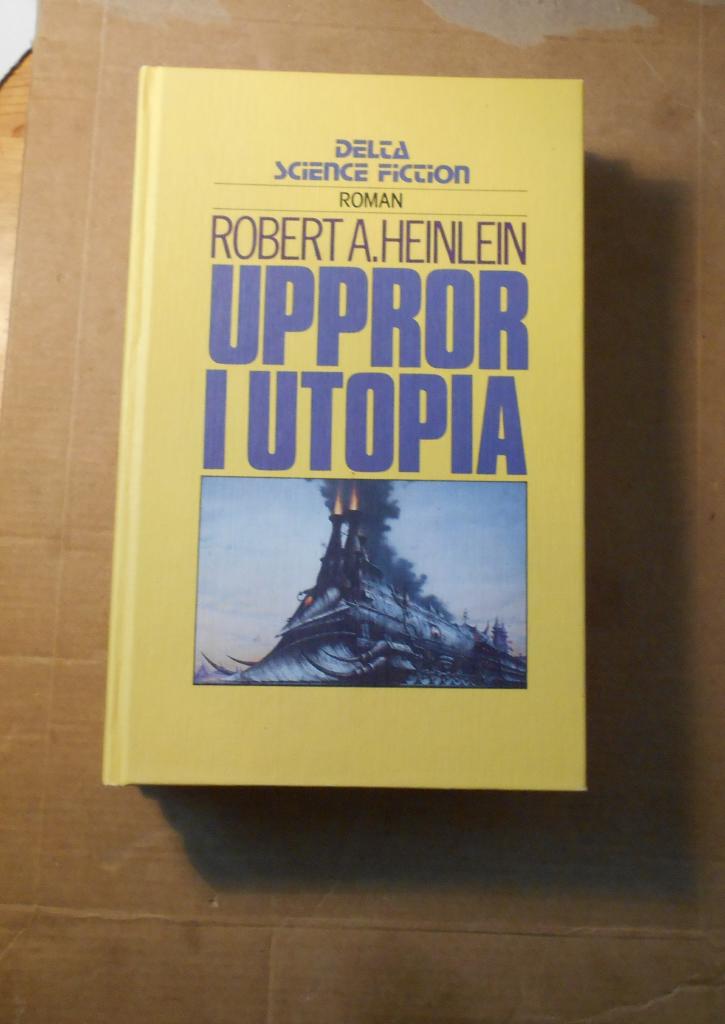 DELTA
SCIENCE FICTION
ROMAN
ROBERT A. HEINLEIN
UPPROR
I UTOPIA